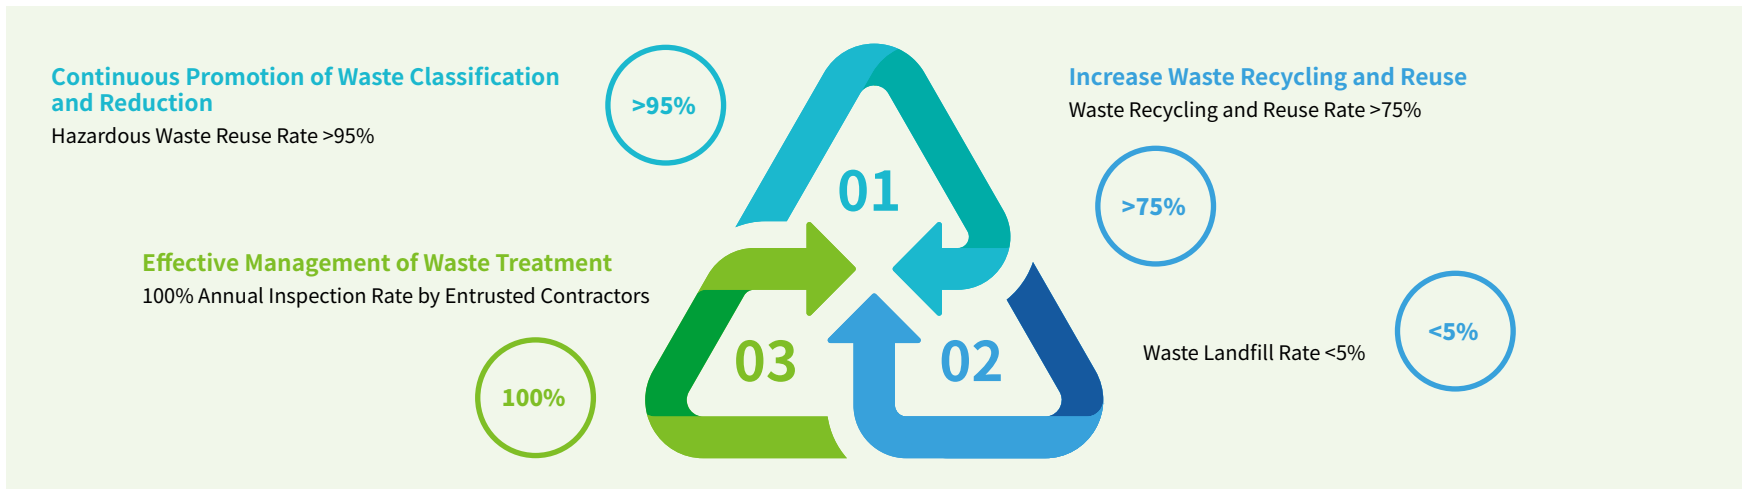 Continuous Promotion of Waste Classification
and Reduction
Hazardous Waste Reuse Rate >95%
>95%
01
Increase Waste Recycling and Reuse
Waste Recycling and Reuse Rate >75%
>75%
Effective Management of Waste Treatment
100% Annual Inspection Rate by Entrusted Contractors
100%
03
02
Waste Landfill Rate <5%
<5%